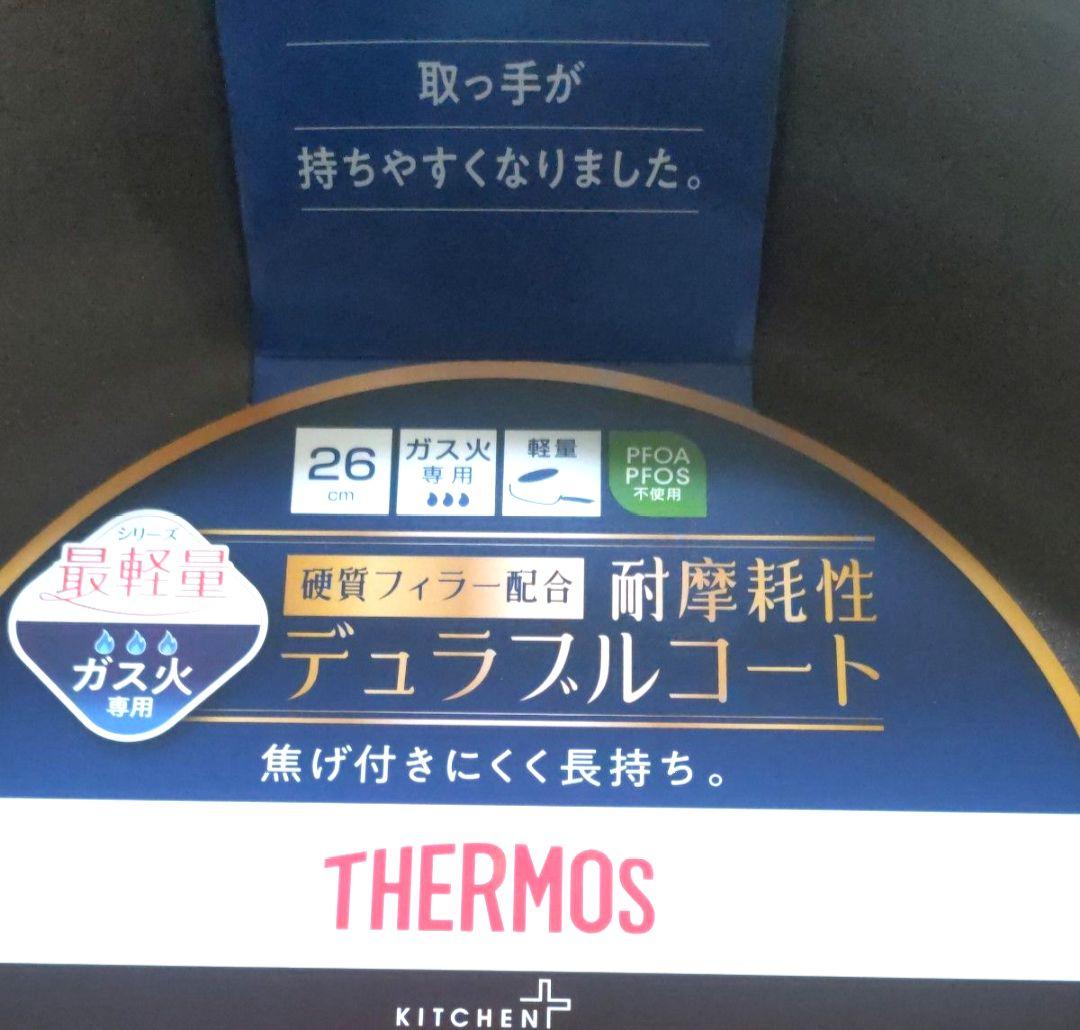 取っ手が
持ちやすくなりました。
26
cm
ガス火
専用
軽量
PFOA
PFOS
不使用
シリーズ
最軽量
ガス火
専用
硬質フィラー配合 耐摩耗性
デュラブルコート
焦げ付きにくく長持ち。
THERMOS
KITCHEN+